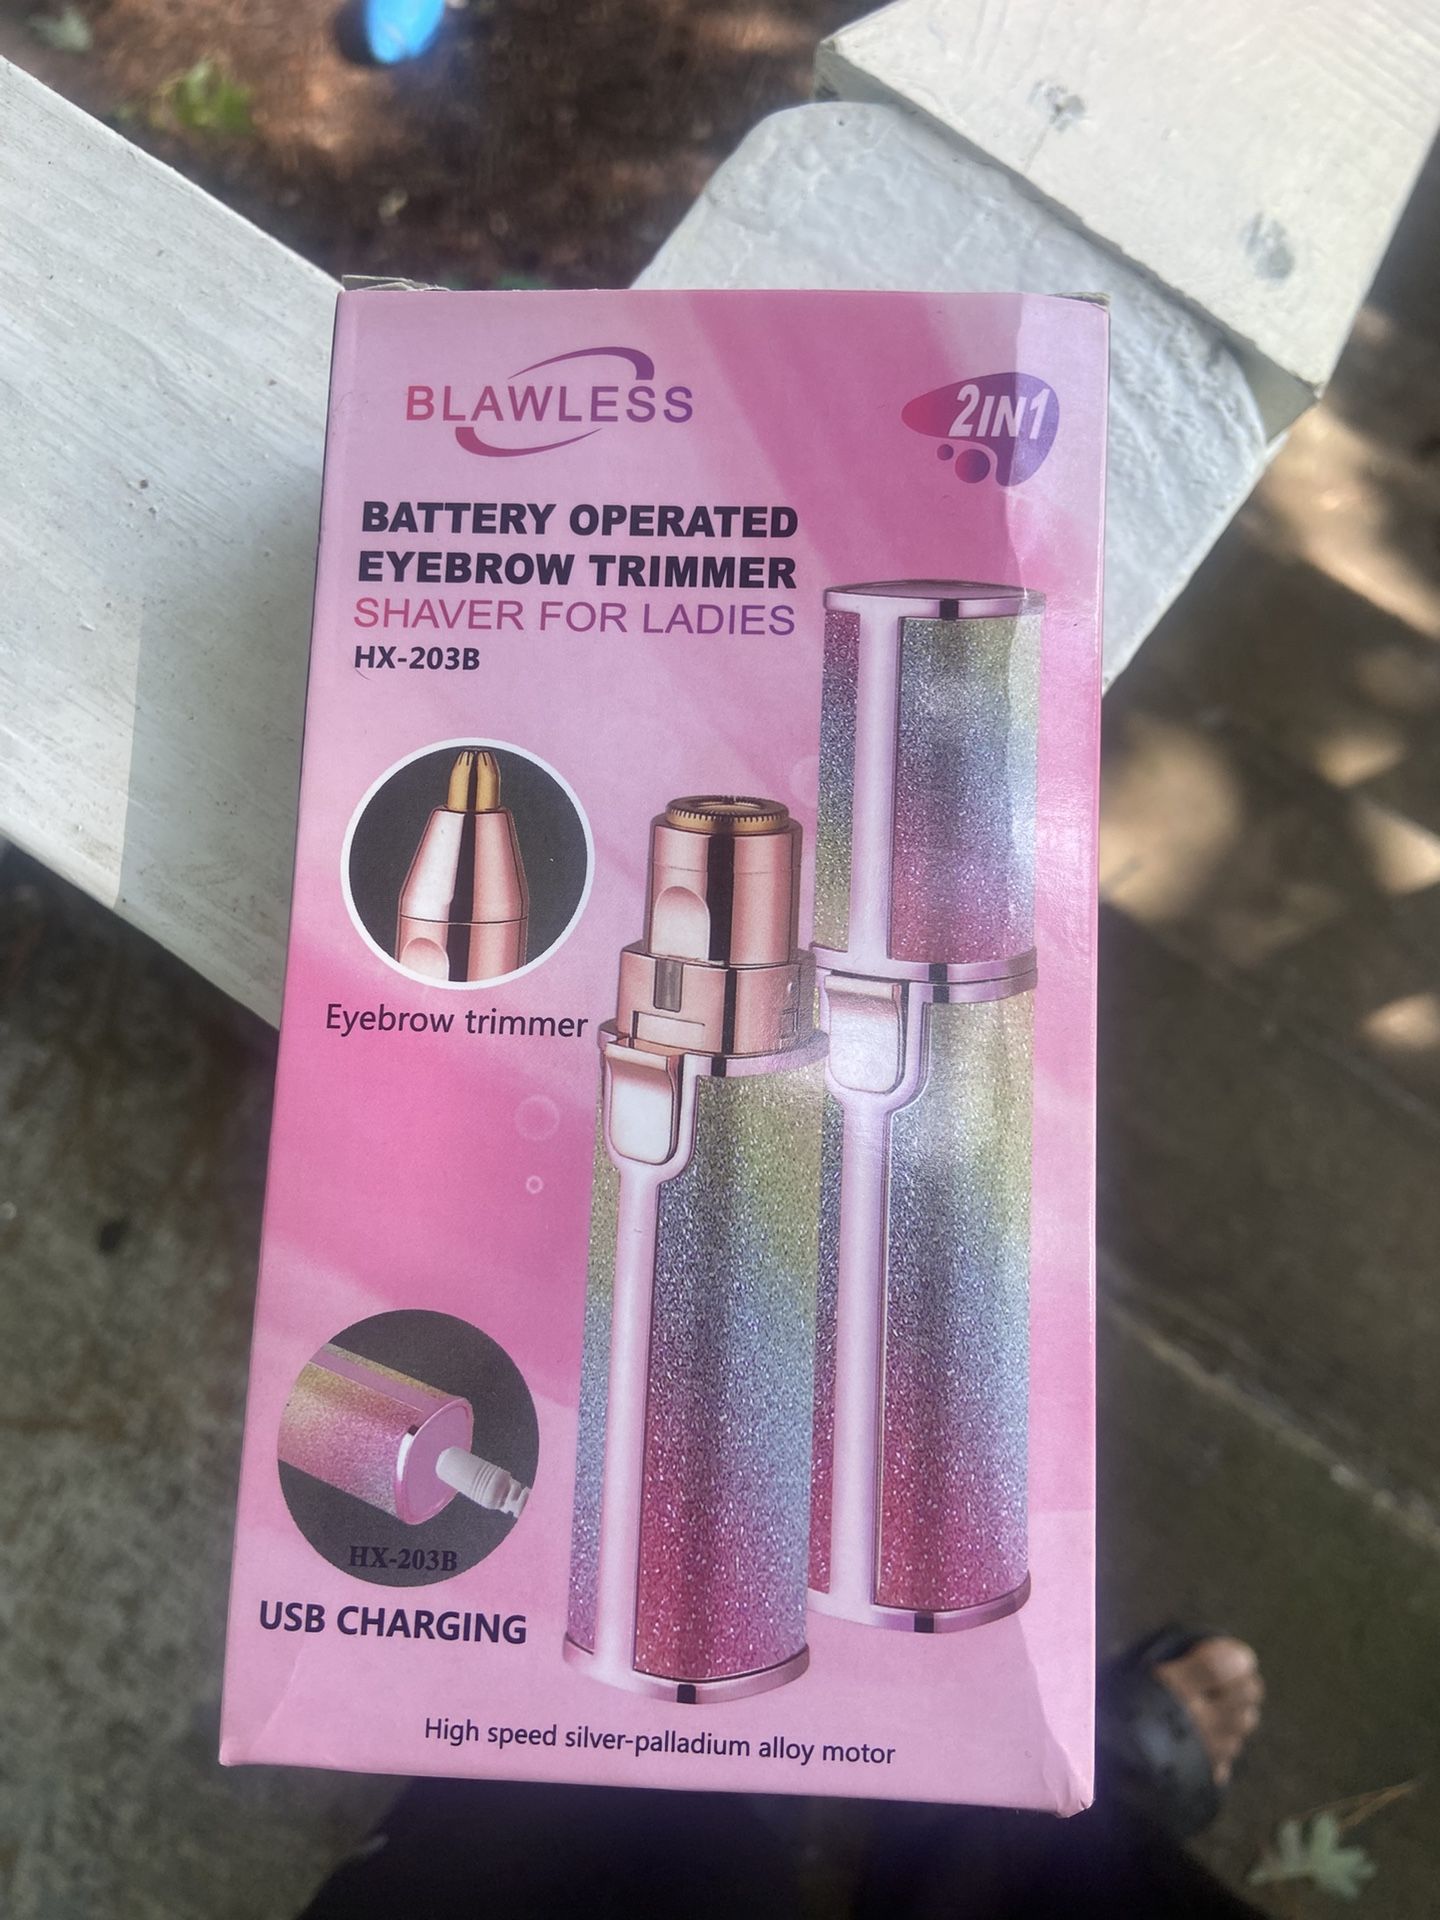 BLAWLESS
2IN1
BATTERY OPERATED
EYEBROW TRIMMER
SHAVER FOR LADIES
HX-203B
Eyebrow trimmer
HX-203B
USB CHARGING
High speed silver-palladium alloy motor